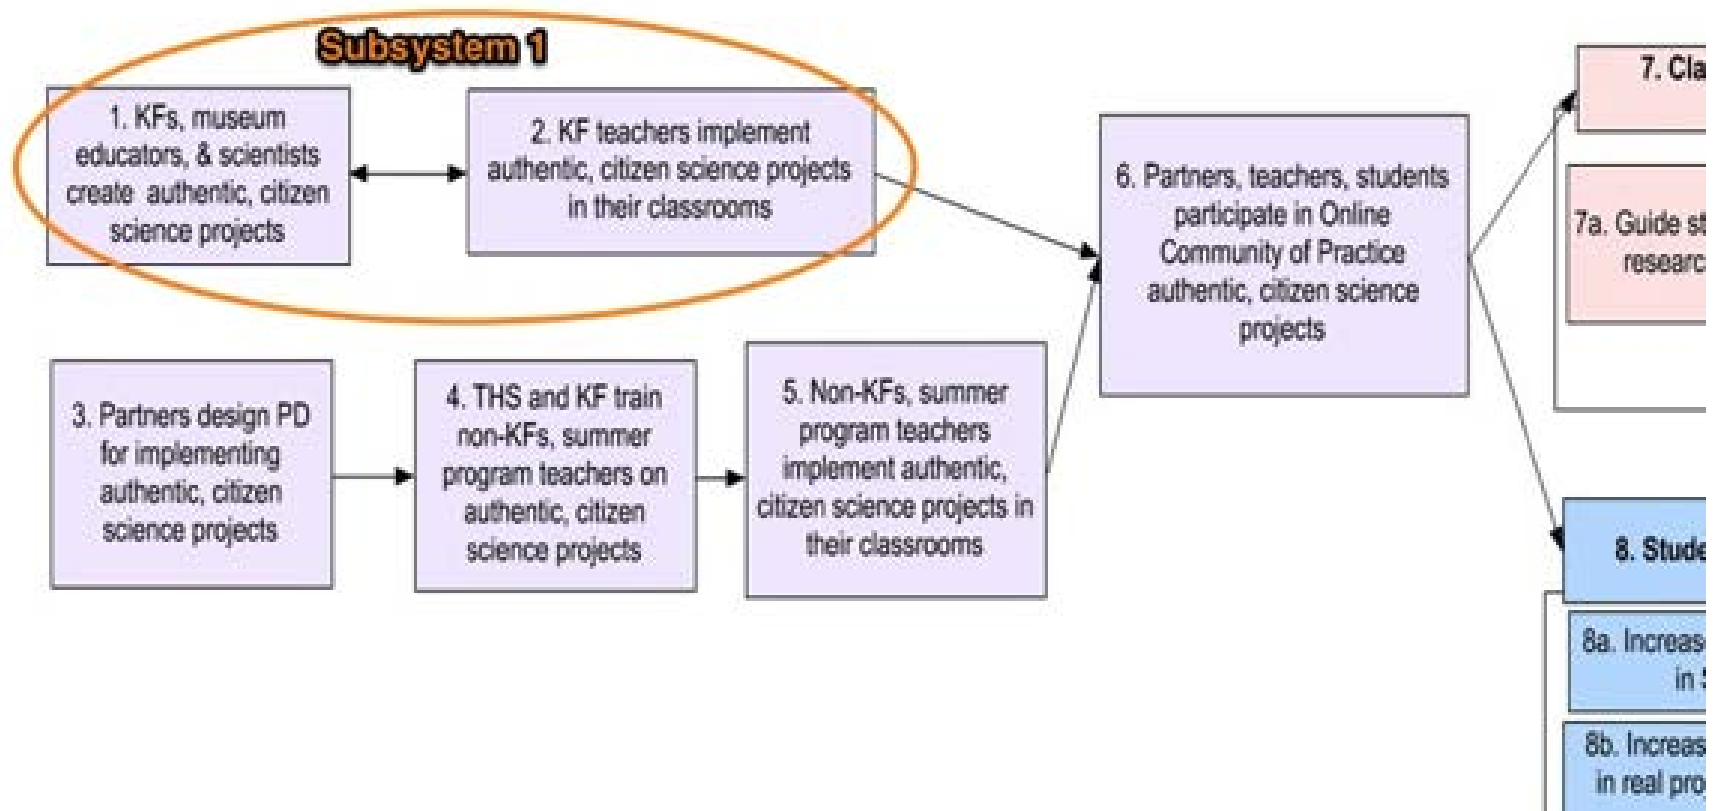 Subsystem 1
1. KFs, museum
educators, & scientists
create authentic, citizen
science projects
2. KF teachers implement
authentic, citizen science projects
in their classrooms
3. Partners design PD
for implementing
authentic, citizen
science projects
4. THS and KF train
non-KFs, summer
program teachers on
authentic, citizen
science projects
5. Non-KFs, summer
program teachers
implement authentic,
citizen science projects in
their classrooms
6. Partners, teachers, students
participate in Online
Community of Practice
authentic, citizen science
projects
7. Cla
7a. Guide st
researc
8. Stude
8a. Increas
in
8b. Increas
in real pro